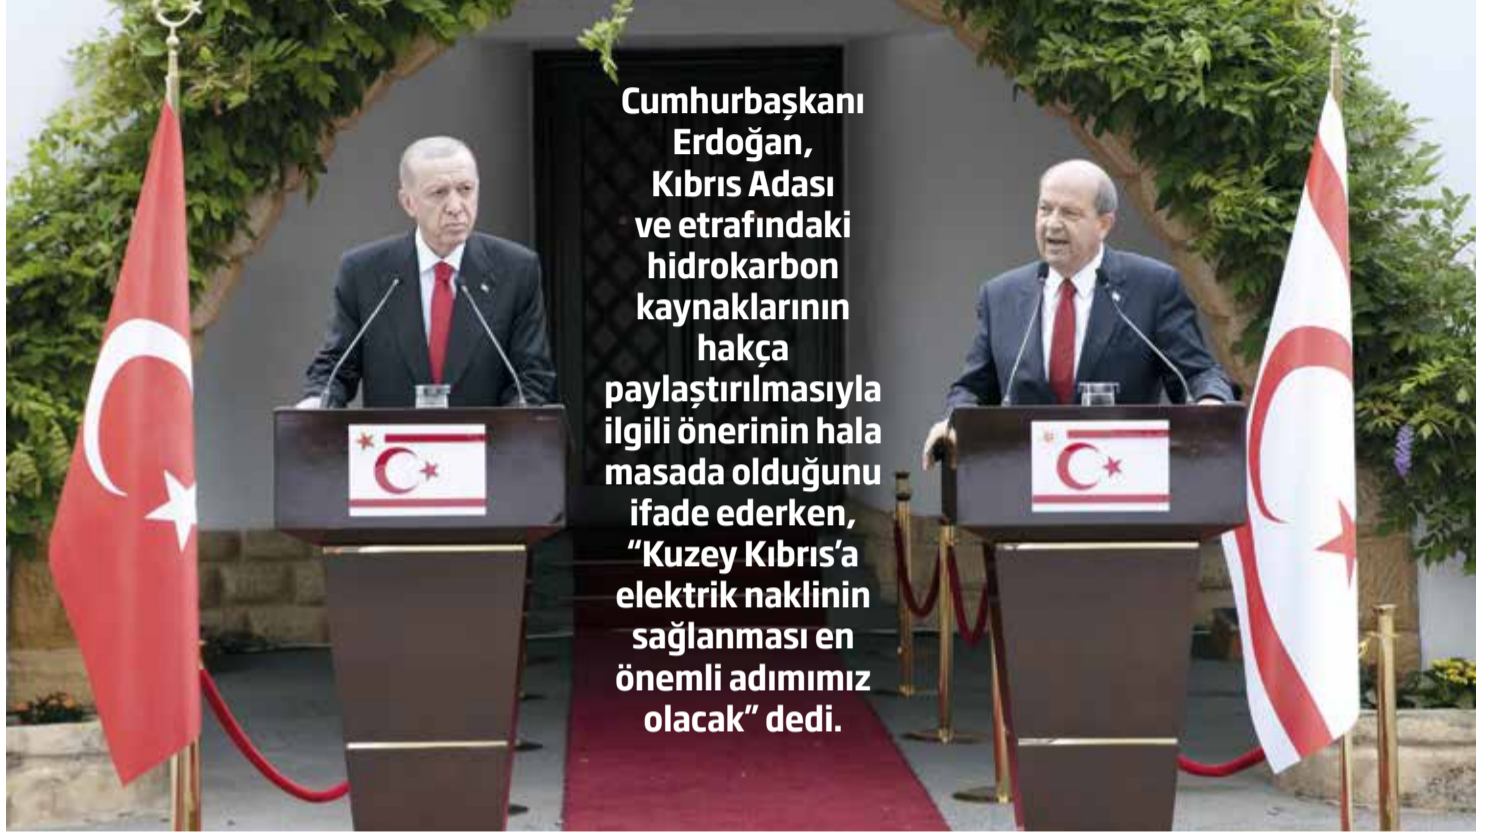 Cumhurbaşkanı
Erdoğan,
Kıbrıs Adası
ve etrafındaki
hidrokarbon
kaynaklarının
hakça
paylaştırılmasıyla
ilgili önerinin hala
masada olduğunu
ifade ederken,
“Kuzey Kıbrıs’a
elektrik naklinin
sağlanması en
önemli adımımız
olacak” dedi.